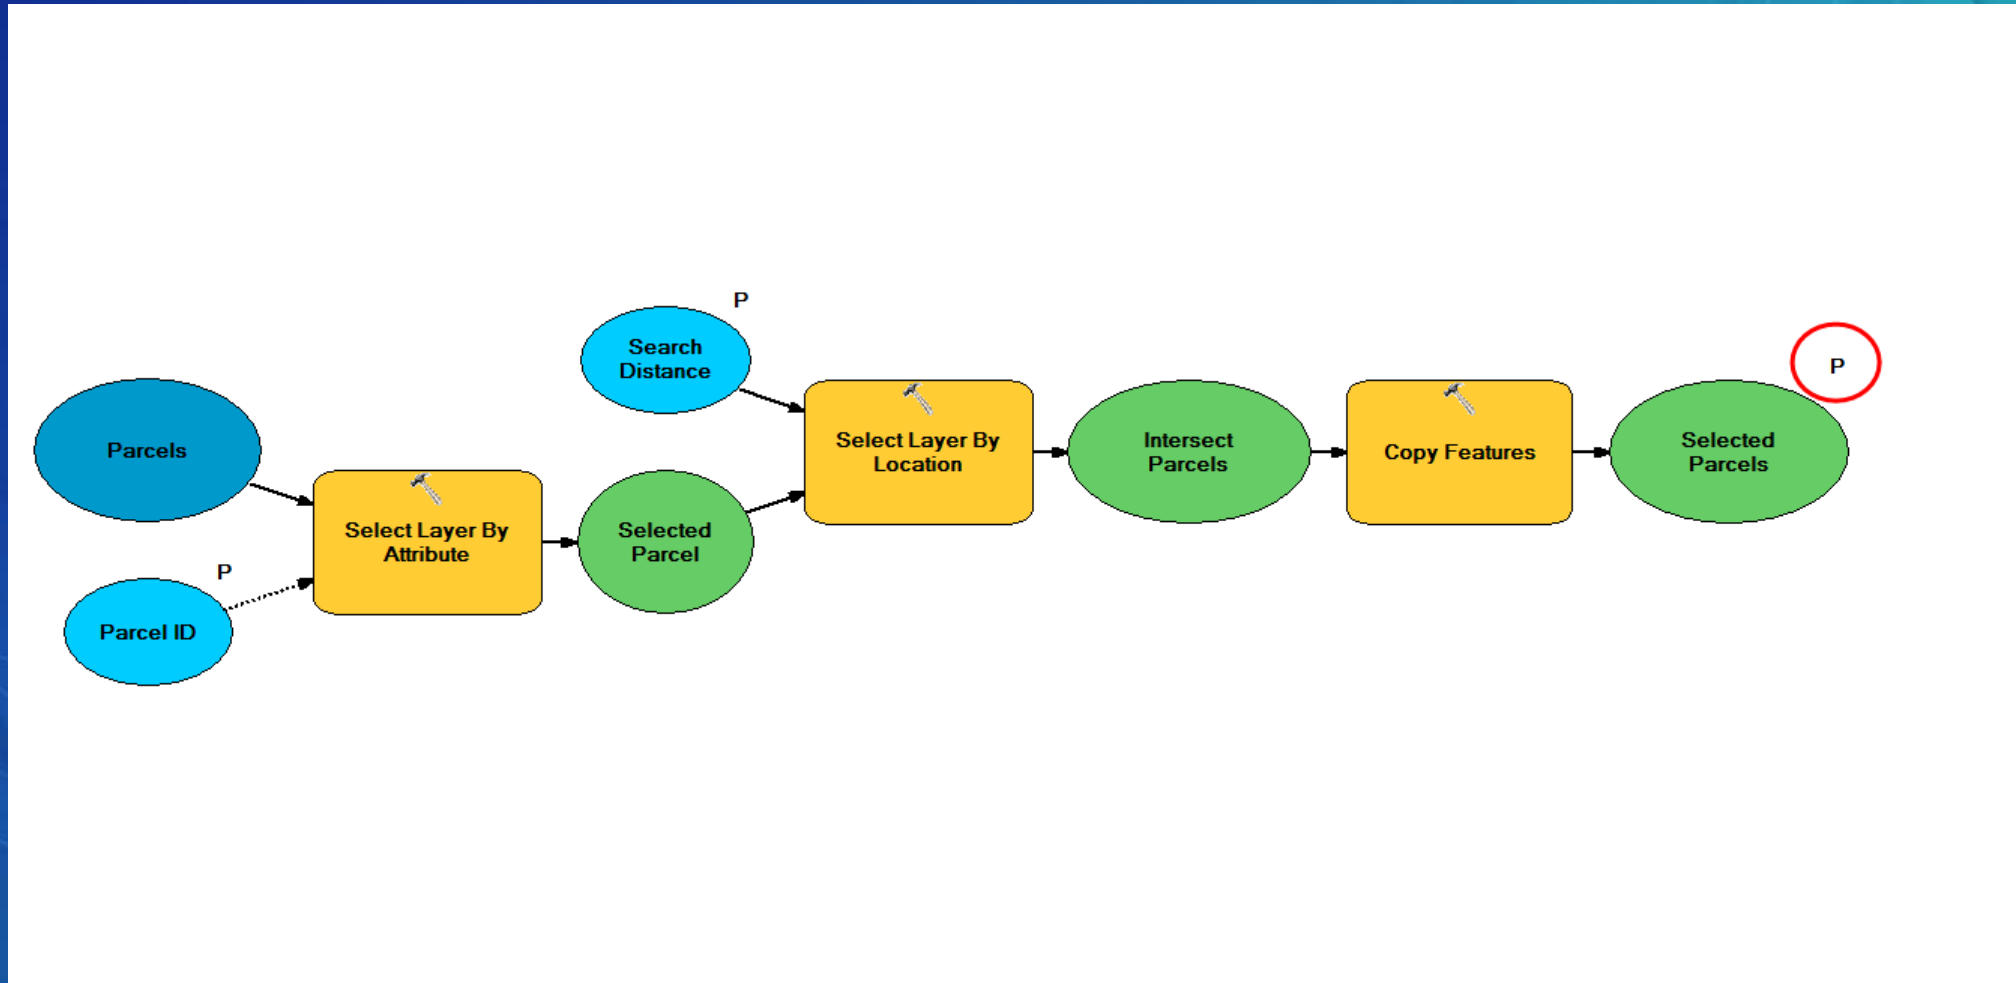 P
Search
Distance
P
Parcels
Select Layer By
Location
Intersect
Parcels
Copy Features
Selected
Parcels
Select Layer By
Attribute
Selected
Parcel
P
Parcel ID